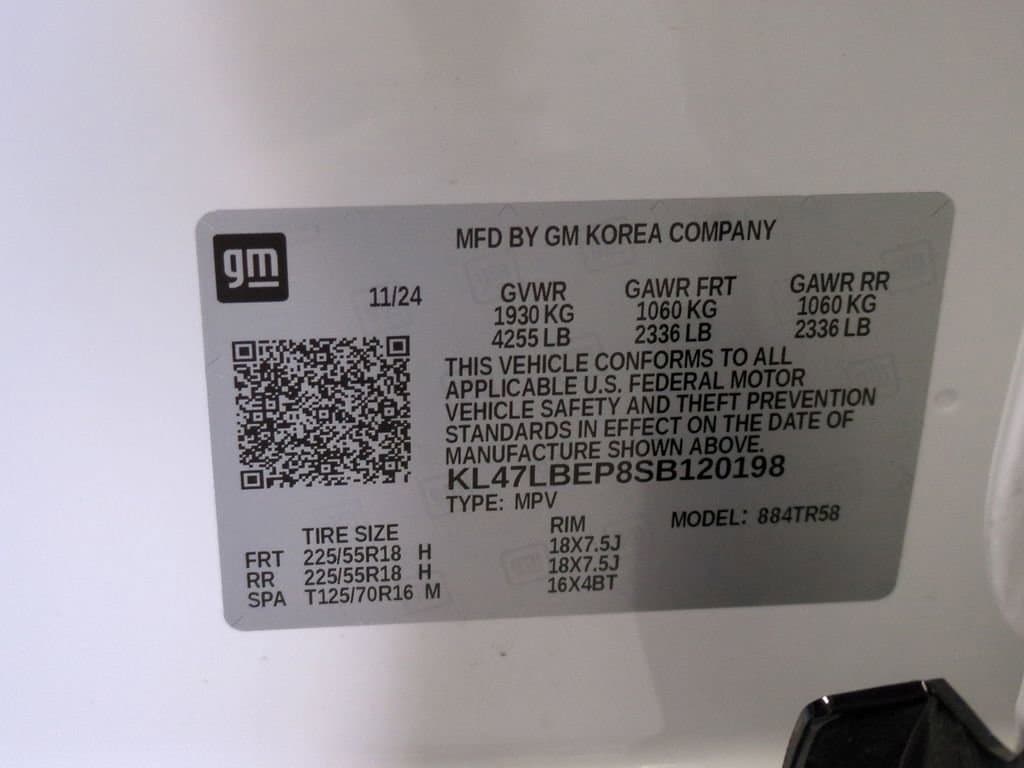 gm
MFD BY GM KOREA COMPANY
11/24
GVWR GAWR FRT GAWR RR
1930 KG 1060 KG 1060 KG
4255 LB 2336 LB 2336 LB
THIS VEHICLE CONFORMS TO ALL
APPLICABLE U.S. FEDERAL MOTOR
VEHICLE SAFETY AND THEFT PREVENTION
STANDARDS IN EFFECT ON THE DATE OF
MANUFACTURE SHOWN ABOVE.
KL47LBEP8SB120198
TYPE: MPV MODEL: 884TR58
TIRE SIZE RIM
FRT 225/55R18 H 18X7.5J
RR 225/55R18 H 18X7.5J
SPA T125/70R16 M 16X4BT